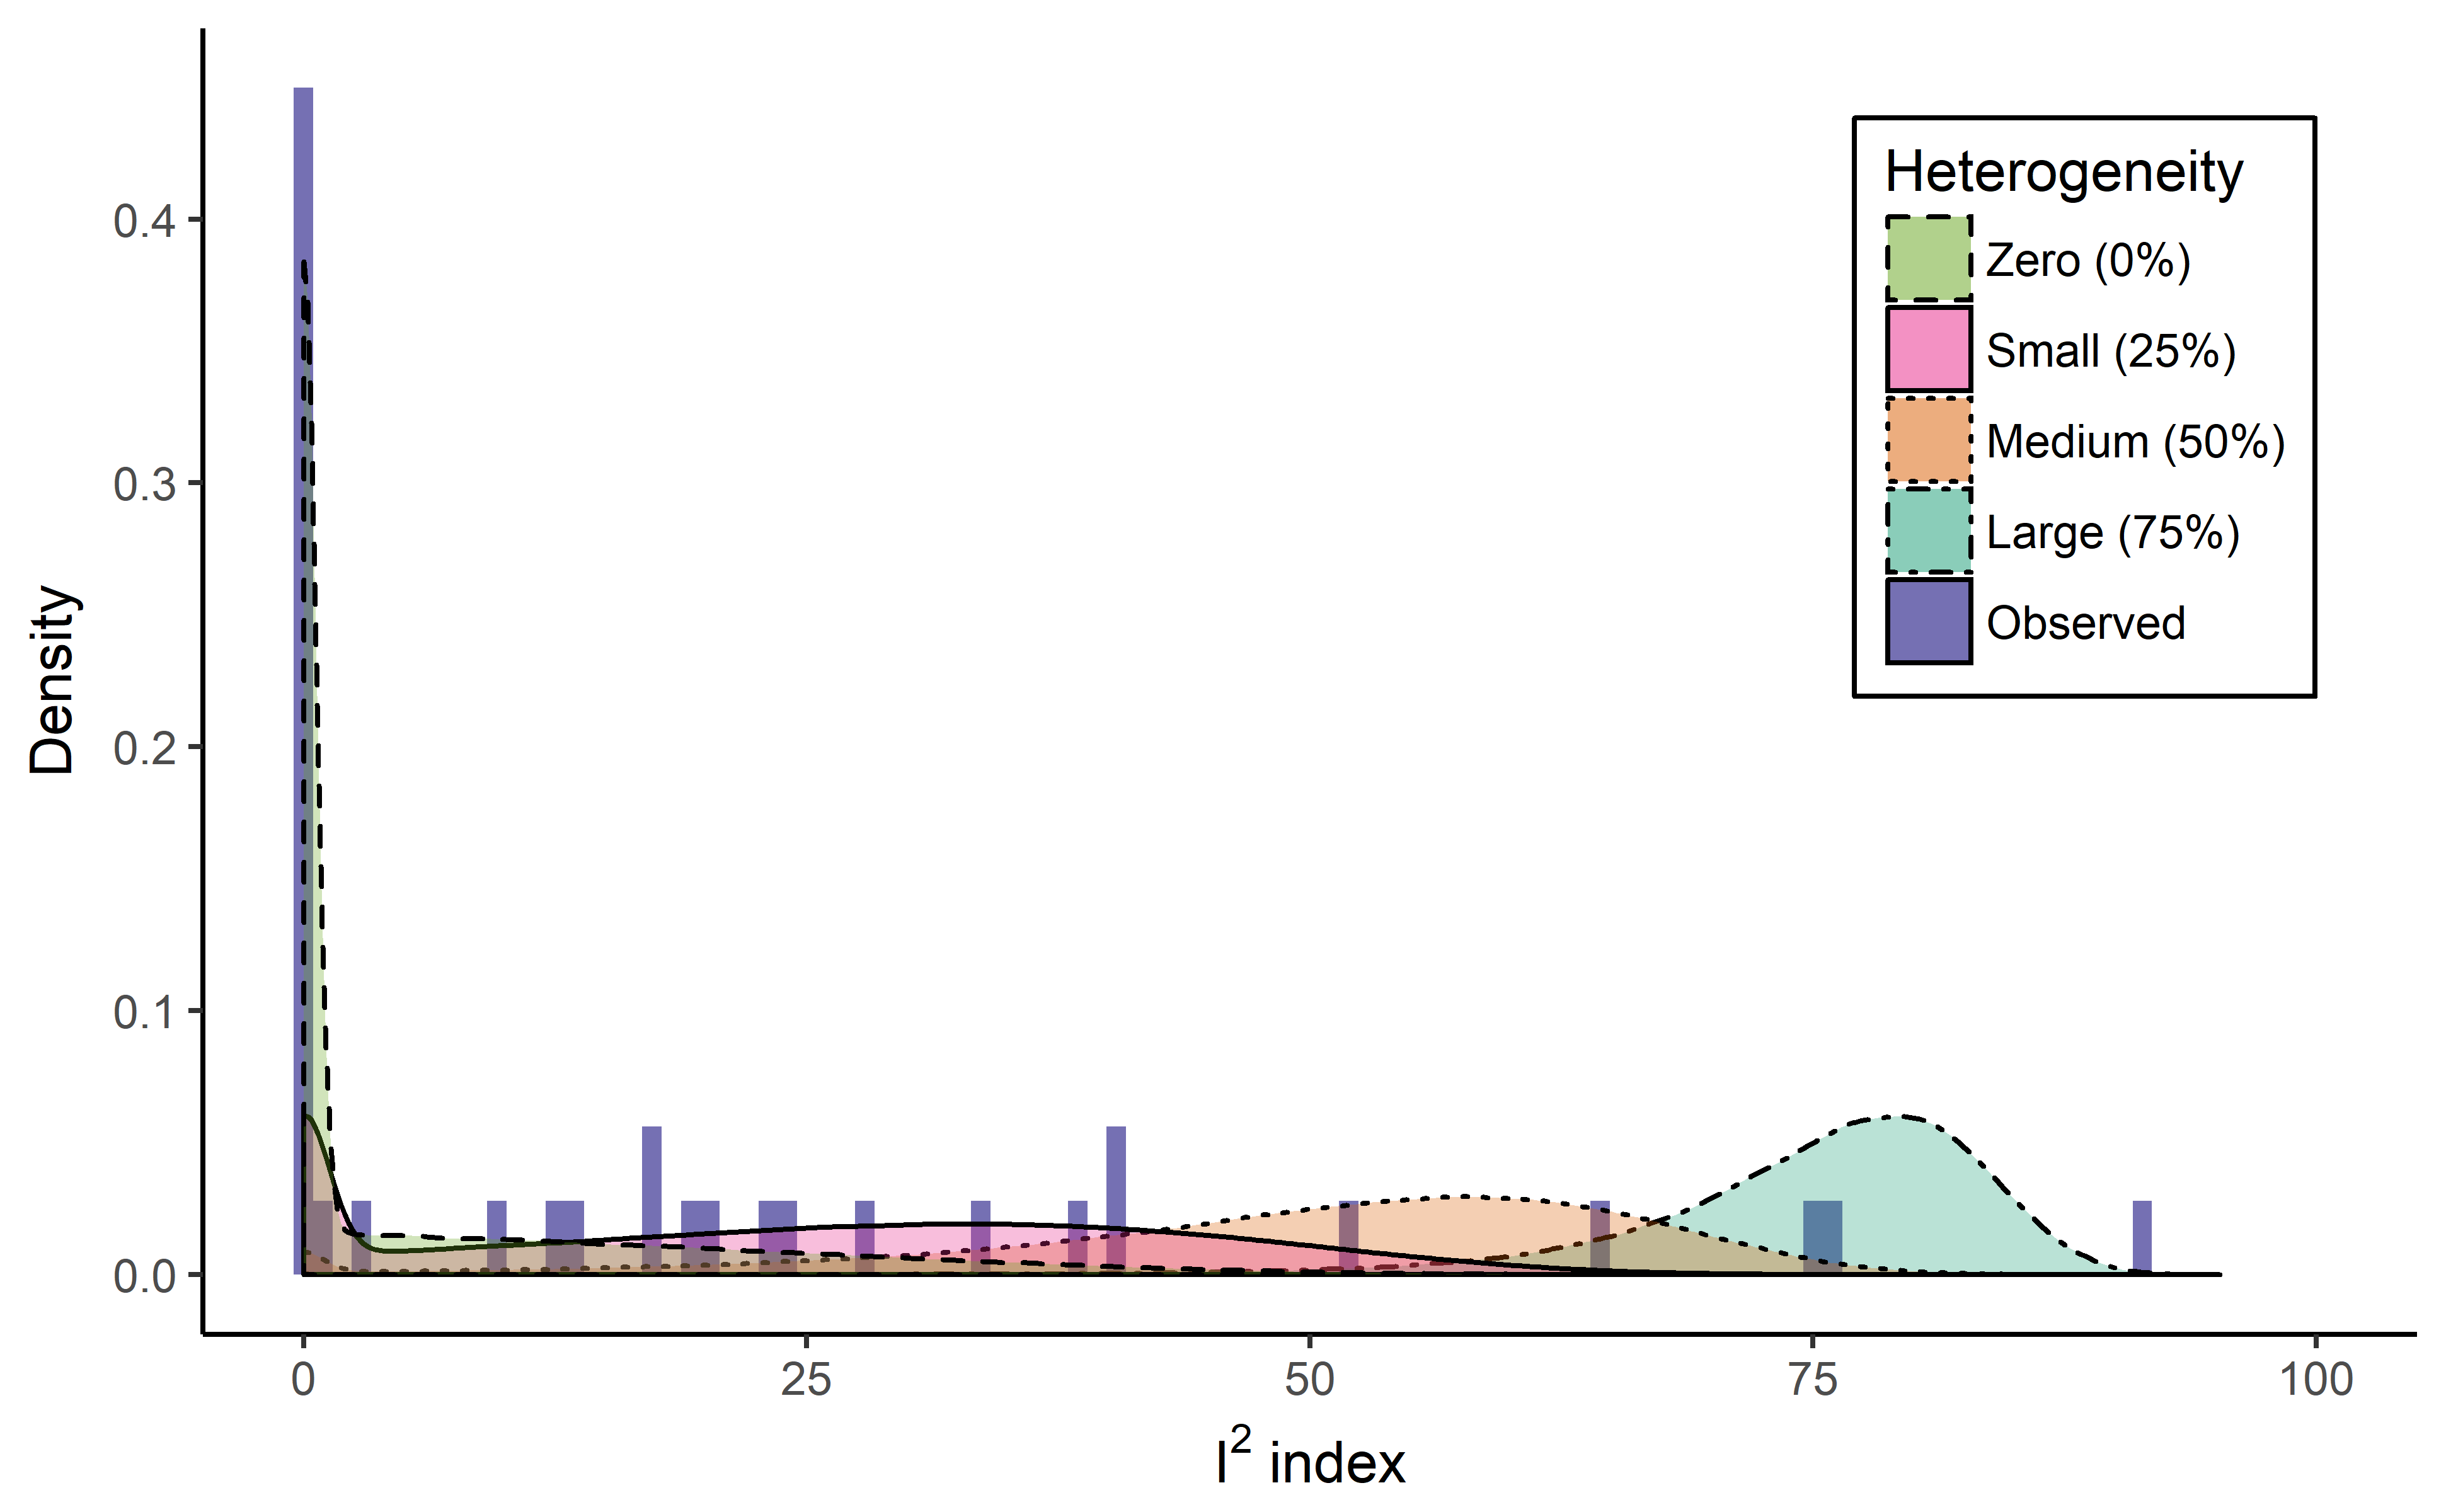 Heterogeneity
Zero (0%)
Small (25%)
Medium (50%)
Large (75%)
Observed
Density
0.4
0.3
0.2
0.1
0.0
0 25 50 75 100
I² index